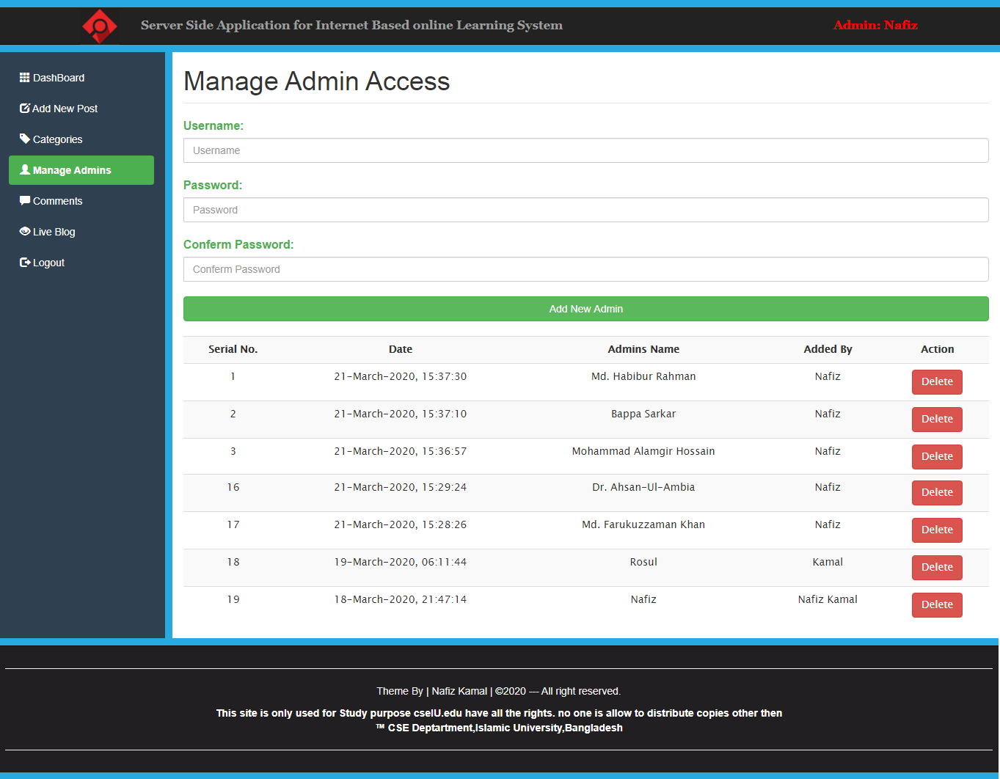 Server Side Application for Internet Based online Learning System
Admin: Nafiz
DashBoard
Add New Post
Categories
Manage Admins
Comments
Live Blog
Logout
Manage Admin Access
Username:
Username
Password:
Password
Conferm Password:
Conferm Password
Add New Admin
Serial No. Date Admins Name Added By Action
1 21-March-2020, 15:37:30 Md. Habibur Rahman Nafiz Delete
2 21-March-2020, 15:37:10 Bappa Sarkar Nafiz Delete
3 21-March-2020, 15:36:57 Mohammad Alamgir Hossain Nafiz Delete
16 21-March-2020, 15:29:24 Dr. Ahsan-Ul-Ambia Nafiz Delete
17 21-March-2020, 15:28:26 Md. Farukuzzaman Khan Nafiz Delete
18 19-March-2020, 06:11:44 Rosul Kamal Delete
19 18-March-2020, 21:47:14 Nafiz Nafiz Kamal Delete
Theme By | Nafiz Kamal | ©2020 --- All right reserved.
This site is only used for Study purpose cseIU.edu have all the rights. no one is allow to distribute copies other then
™ CSE Deptartment,Islamic University,Bangladesh